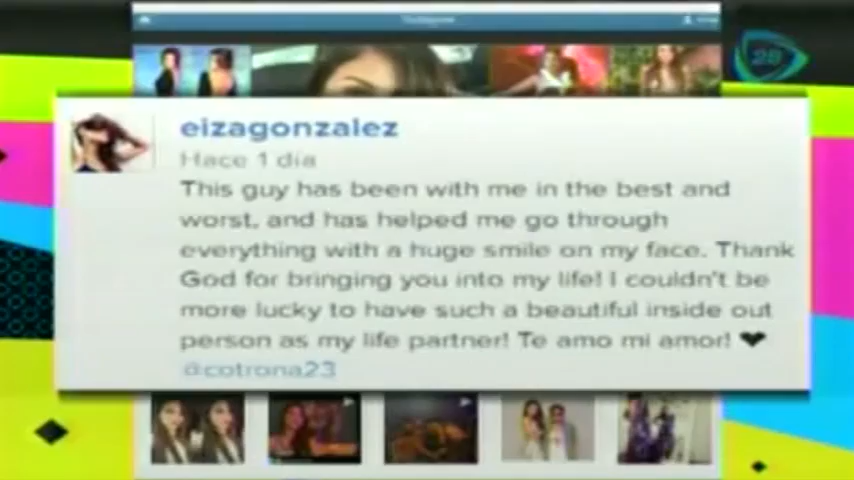 28
eizagonzalez
Hace 1 día
This guy has been with me in the best and
worst, and has helped me go through
everything with a huge smile on my face. Thank
God for bringing you into my life! I couldn't be
more lucky to have such a beautiful inside out
person as my life partner! Te amo mi amor! ❤
@cotrona23